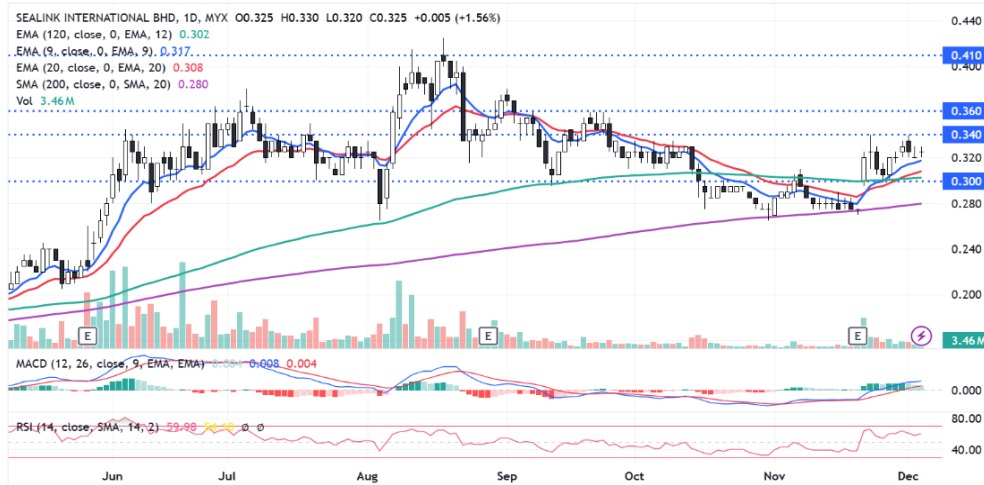 SEALINK INTERNATIONAL BHD, 1D, MYX O0.325 H0.330 L0.320 C0.325 +0.005 (+1.56%)
EMA (120, close, 0, EMA, 12) 0.302
EMA (9, close, 0, EMA, 9) 0.317
EMA (20, close, 0, EMA, 20) 0.308
SMA (200, close, 0, SMA, 20) 0.280
Vol 3.46M
0.440
0.410
0.400
0.360
0.340
0.320
0.300
0.280
0.240
0.200
E E E
3.46M
MACD (12, 26, close, 9, EMA, EMA) 0.004 0.008 0.004
0.000
80.00
RSI (14, close, SMA, 14, 2) 59.98 54.18 Ø Ø
40.00
Jun Jul Aug Sep Oct Nov Dec